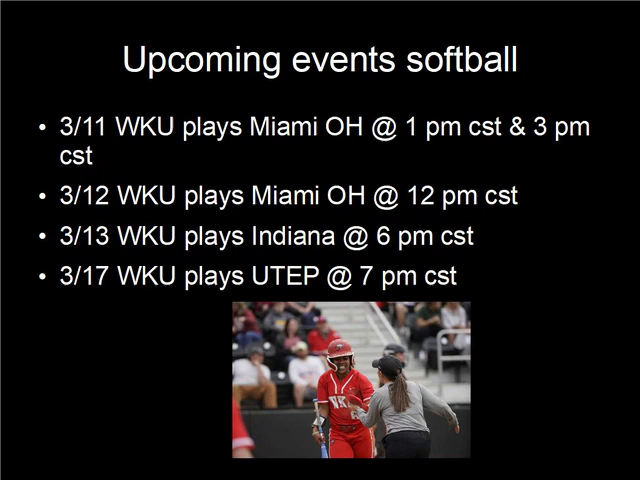 Upcoming events softball
• 3/11 WKU plays Miami OH @ 1 pm cst & 3 pm
cst
• 3/12 WKU plays Miami OH @ 12 pm cst
• 3/13 WKU plays Indiana @ 6 pm cst
• 3/17 WKU plays UTEP @ 7 pm cst